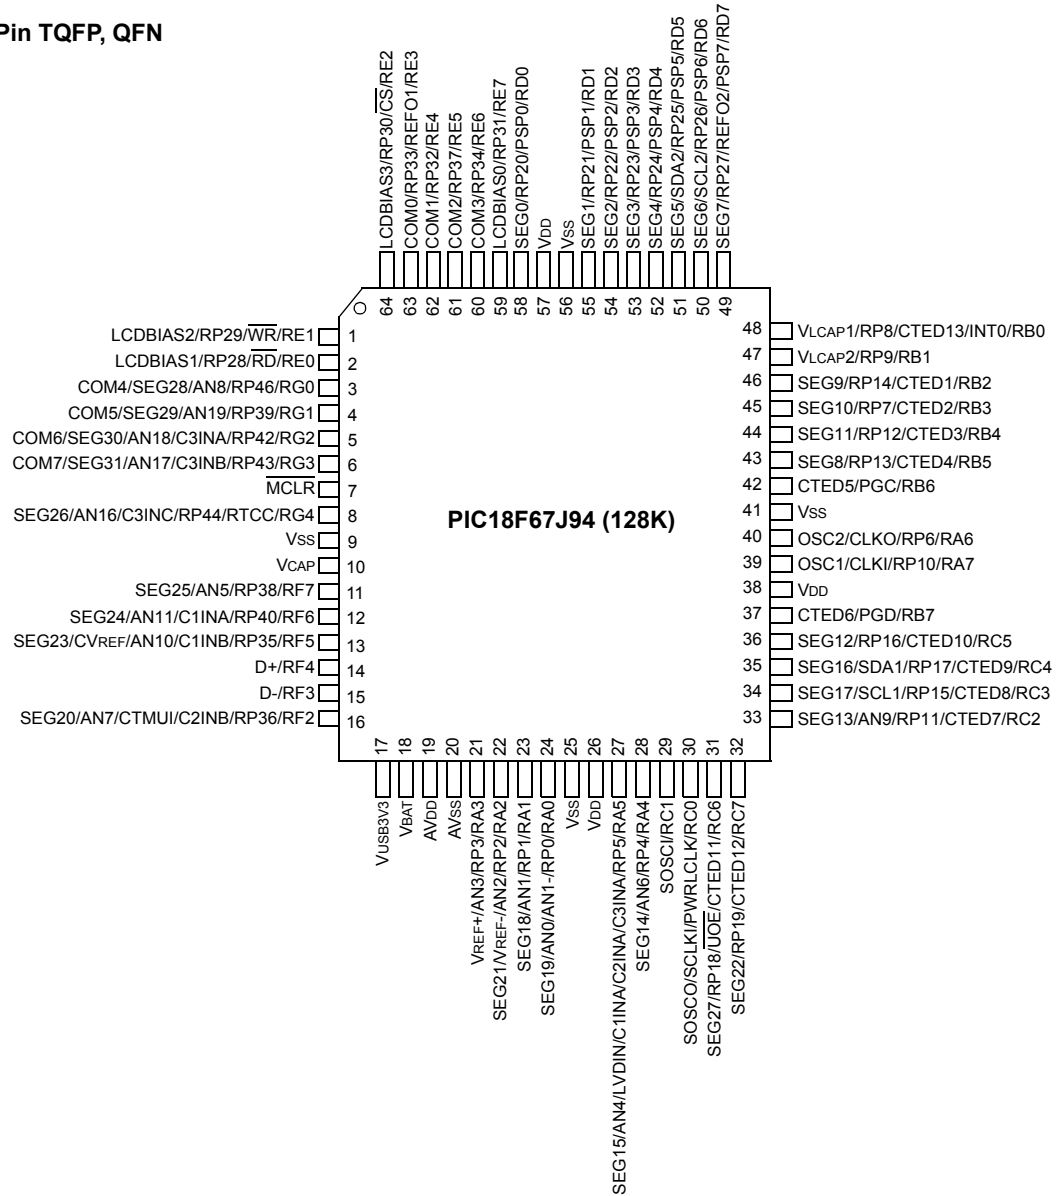 Pin TQFP, QFN
LCDBIAS3/RP30/CS/RE2
COM0/RP33/REFO1/RE3
COM1/RP32/RE4
COM2/RP37/RE5
COM3/RP34/RE6
LCDBIAS0/RP31/RE7
SEG0/RP20/PSP0/RD0
VDD
VSS
SEG1/RP21/PSP1/RD1
SEG2/RP22/PSP2/RD2
SEG3/RP23/PSP3/RD3
SEG4/RP24/PSP4/RD4
SEG5/SDA2/RP25/PSP5/RD5
SEG6/SCL2/RP26/PSP6/RD6
SEG7/RP27/REFO2/PSP7/RD7
64 63 62 61 60 59 58 57 56 55 54 53 52 51 50 49
LCDBIAS2/RP29/WR/RE1 1
LCDBIAS1/RP28/RD/RE0 2
COM4/SEG28/AN8/RP46/RG0 3
COM5/SEG29/AN19/RP39/RG1 4
COM6/SEG30/AN18/C3INA/RP42/RG2 5
COM7/SEG31/AN17/C3INB/RP43/RG3 6
MCLR 7
SEG26/AN16/C3INC/RP44/RTCC/RG4 8
VSS 9
VCAP 10
SEG25/AN5/RP38/RF7 11
SEG24/AN11/C1INA/RP40/RF6 12
SEG23/CVREF/AN10/C1INB/RP35/RF5 13
D+/RF4 14
D-/RF3 15
SEG20/AN7/CTMUI/C2INB/RP36/RF2 16
PIC18F67J94 (128K)
48 VLCAP1/RP8/CTED13/INT0/RB0
47 VLCAP2/RP9/RB1
46 SEG9/RP14/CTED1/RB2
45 SEG10/RP7/CTED2/RB3
44 SEG11/RP12/CTED3/RB4
43 SEG8/RP13/CTED4/RB5
42 CTED5/PGC/RB6
41 VSS
40 OSC2/CLKO/RP6/RA6
39 OSC1/CLKI/RP10/RA7
38 VDD
37 CTED6/PGD/RB7
36 SEG12/RP16/CTED10/RC5
35 SEG16/SDA1/RP17/CTED9/RC4
34 SEG17/SCL1/RP15/CTED8/RC3
33 SEG13/AN9/RP11/CTED7/RC2
17 18 19 20 21 22 23 24 25 26 27 28 29 30 31 32
VUSB3V3
VBAT
AVDD
AVSS
VREF+/AN3/RP3/RA3
SEG21/VREF-/AN2/RP2/RA2
SEG18/AN1/RP1/RA1
SEG19/AN0/AN1-/RP0/RA0
VSS
VDD
SEG15/AN4/LVDIN/C1INA/C2INA/C3INA/RP5/RA5
SEG14/AN6/RP4/RA4
SOSCI/RC1
SOSCO/SCLKI/PWRLCLK/RC0
SEG27/RP18/UOE/CTED11/RC6
SEG22/RP19/CTED12/RC7